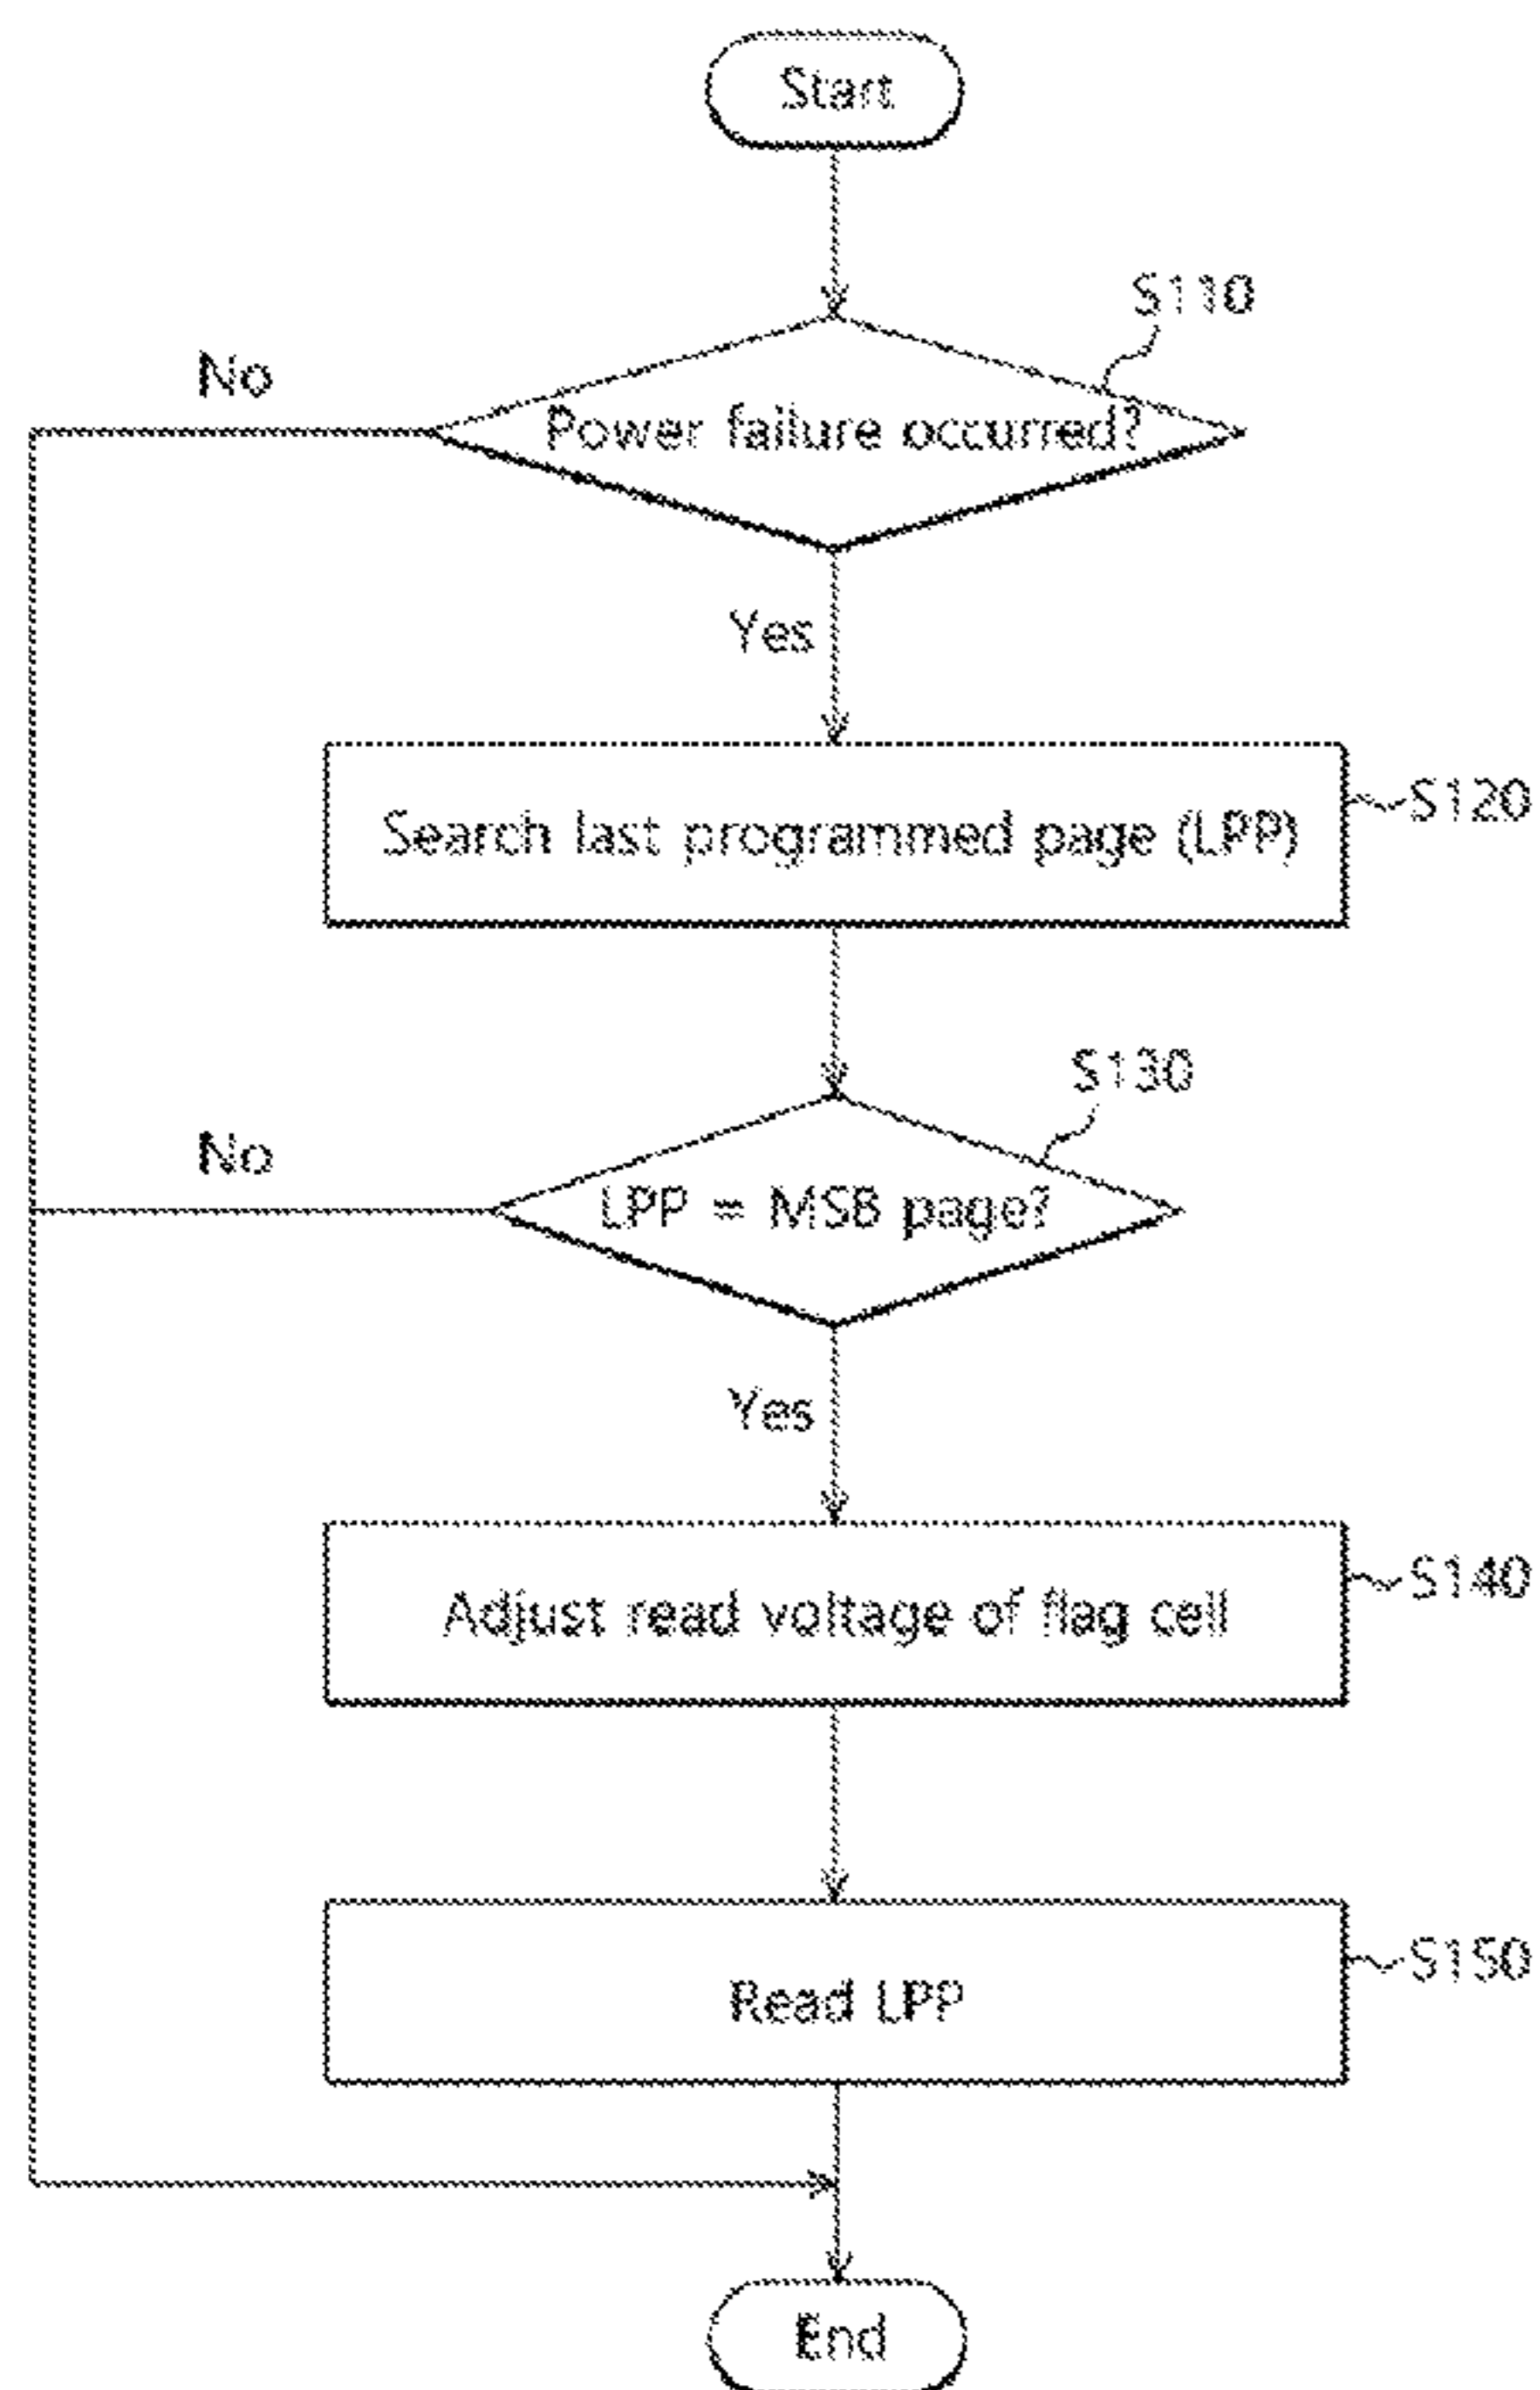 Start
S110
No
Power failure occurred?
Yes
Search last programmed page (LPP)
S120
S130
No
LPP = MSB page?
Yes
Adjust read voltage of flag cell
S140
Read LPP
S150
End